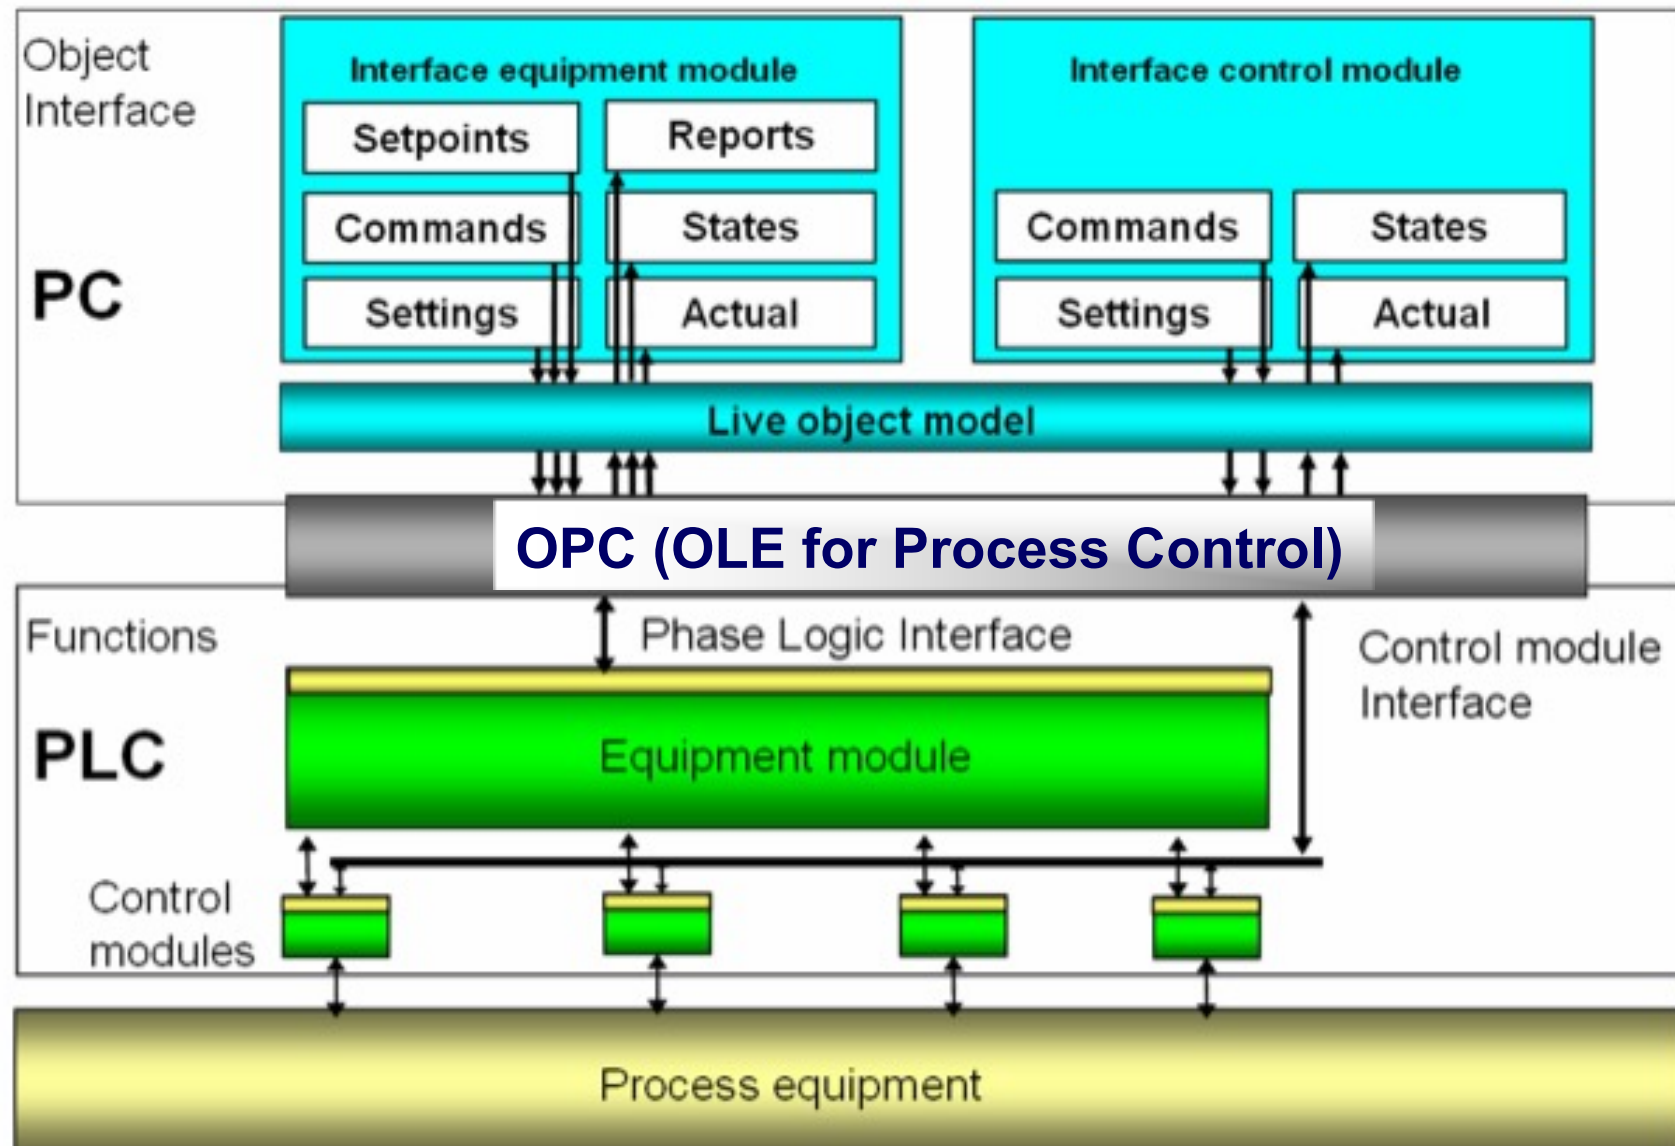 Object
Interface
PC
Interface equipment module
Setpoints
Reports
Commands
States
Settings
Actual
Interface control module
Commands
States
Settings
Actual
Live object model
OPC (OLE for Process Control)
Functions
PLC
Phase Logic Interface
Control module
Interface
Equipment module
Control
modules
Process equipment